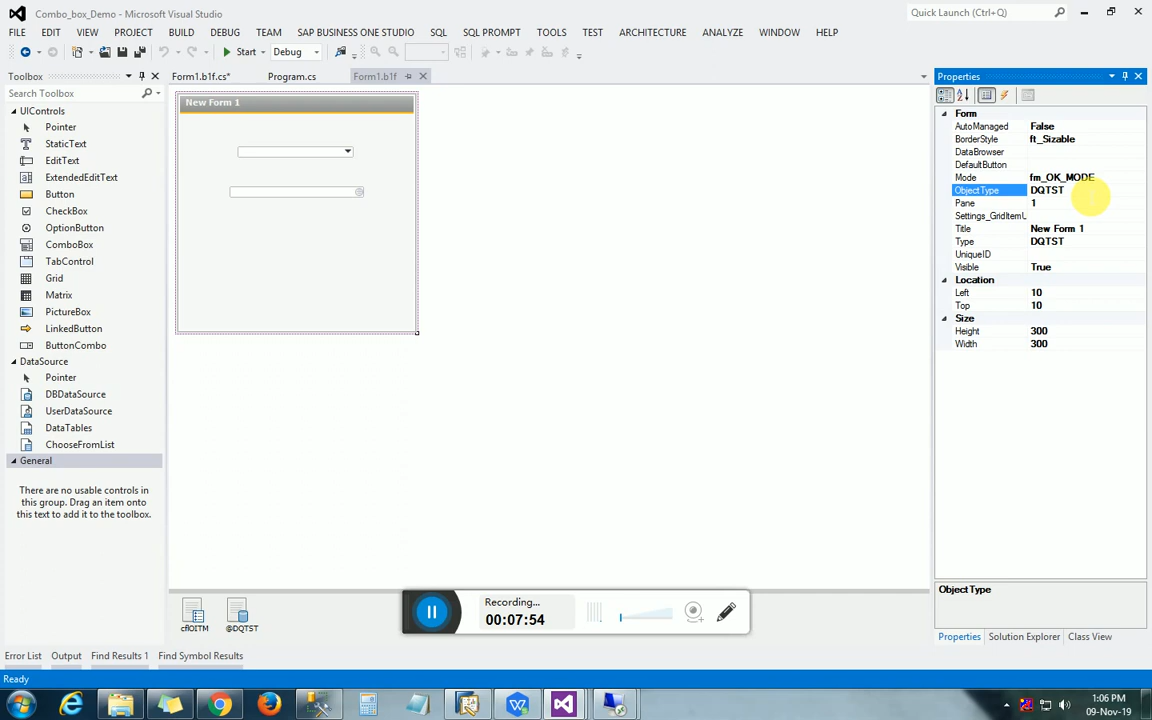 Combo_box_Demo - Microsoft Visual Studio
Quick Launch (Ctrl+Q)
FILE EDIT VIEW PROJECT BUILD DEBUG TEAM SAP BUSINESS ONE STUDIO SQL SQL PROMPT TOOLS TEST ARCHITECTURE ANALYZE WINDOW HELP
Start Debug
Toolbox
Search Toolbox
UIControls
Pointer
StaticText
EditText
ExtendedEditText
Button
CheckBox
OptionButton
ComboBox
TabControl
Grid
Matrix
PictureBox
LinkedButton
ButtonCombo
DataSource
Pointer
DBDataSource
UserDataSource
DataTables
ChooseFromList
General
There are no usable controls in
this group. Drag an item onto
this text to add it to the toolbox.
Form1.b1f.cs* Program.cs Form1.b1f
New Form 1
cflOITM @DQTST
Recording...
00:07:54
Properties
Form
AutoManaged False
BorderStyle ft_Sizable
DataBrowser
DefaultButton
Mode fm_OK_MODE
ObjectType DQTST
Pane 1
Settings_GridItemU
Title New Form 1
Type DQTST
UniqueID
Visible True
Location
Left 10
Top 10
Size
Height 300
Width 300
ObjectType
Properties Solution Explorer Class View
Error List Output Find Results 1 Find Symbol Results
Ready
1:06 PM
09-Nov-19